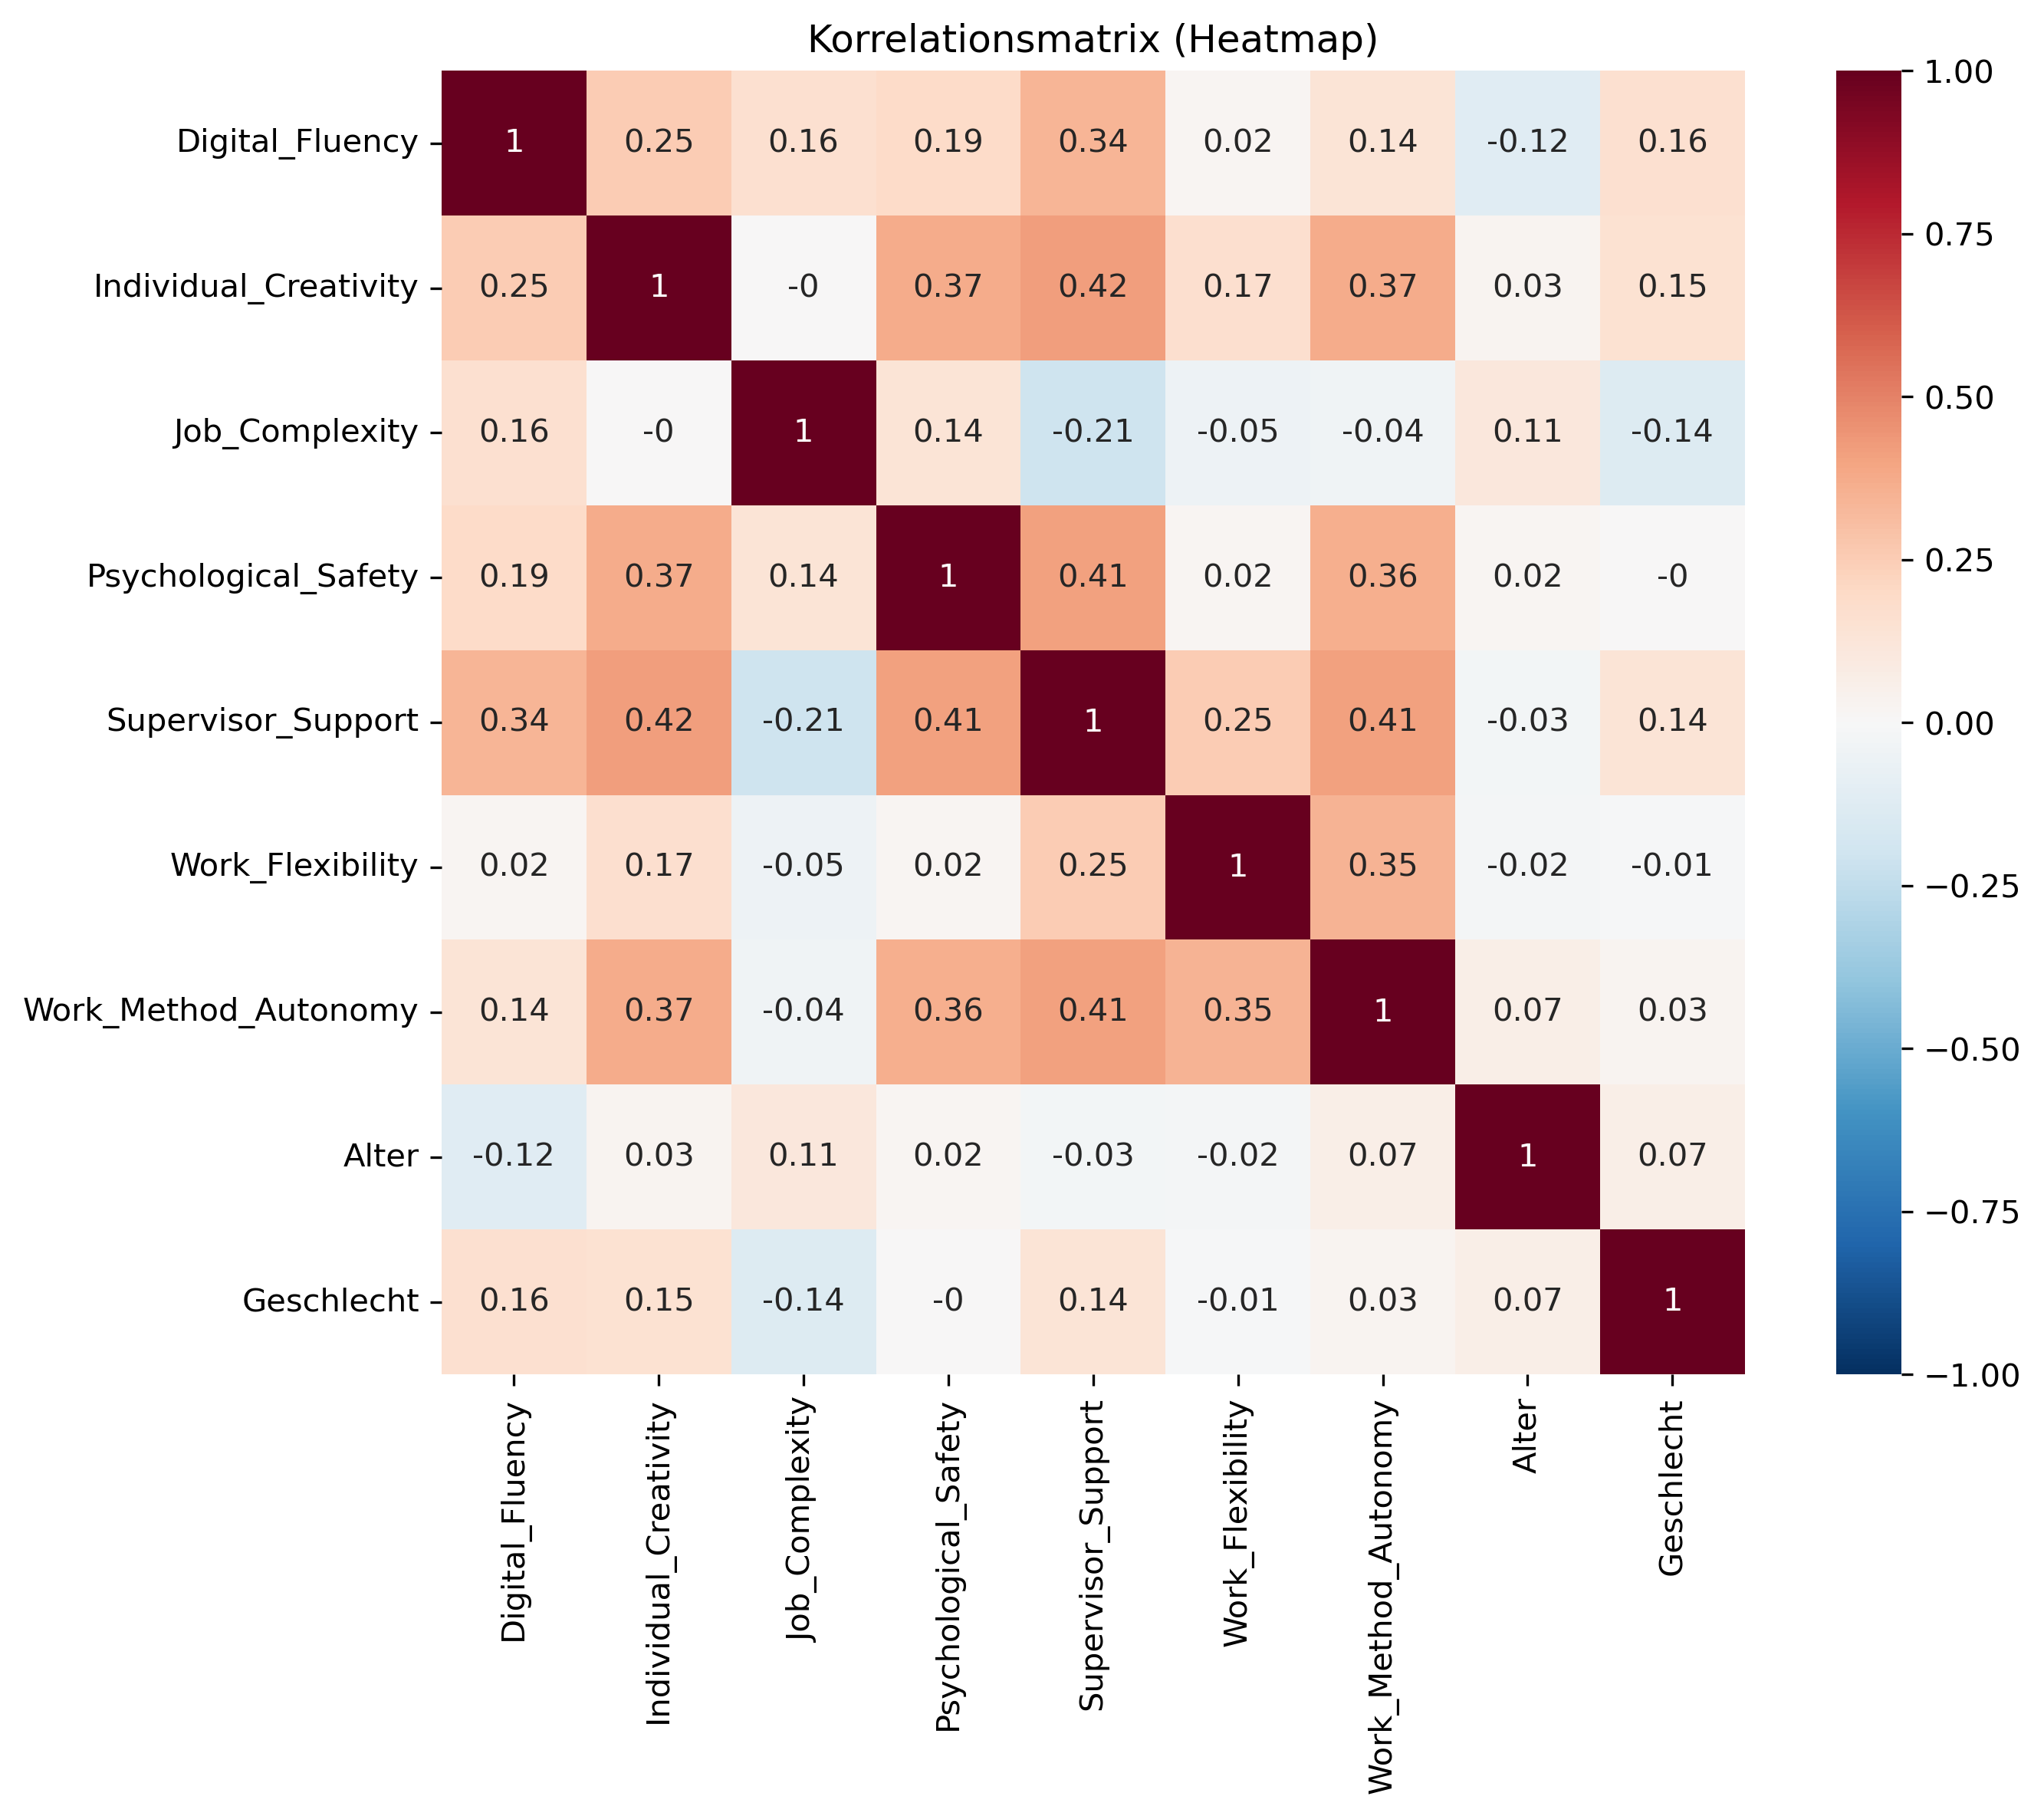 Korrelationsmatrix (Heatmap)
Digital_Fluency 1 0.25 0.16 0.19 0.34 0.02 0.14 -0.12 0.16
Individual_Creativity 0.25 1 -0 0.37 0.42 0.17 0.37 0.03 0.15
Job_Complexity 0.16 -0 1 0.14 -0.21 -0.05 -0.04 0.11 -0.14
Psychological_Safety 0.19 0.37 0.14 1 0.41 0.02 0.36 0.02 -0
Supervisor_Support 0.34 0.42 -0.21 0.41 1 0.25 0.41 -0.03 0.14
Work_Flexibility 0.02 0.17 -0.05 0.02 0.25 1 0.35 -0.02 -0.01
Work_Method_Autonomy 0.14 0.37 -0.04 0.36 0.41 0.35 1 0.07 0.03
Alter -0.12 0.03 0.11 0.02 -0.03 -0.02 0.07 1 0.07
Geschlecht 0.16 0.15 -0.14 -0 0.14 -0.01 0.03 0.07 1
Digital_Fluency
Individual_Creativity
Job_Complexity
Psychological_Safety
Supervisor_Support
Work_Flexibility
Work_Method_Autonomy
Alter
Geschlecht
1.00
0.75
0.50
0.25
0.00
−0.25
−0.50
−0.75
−1.00